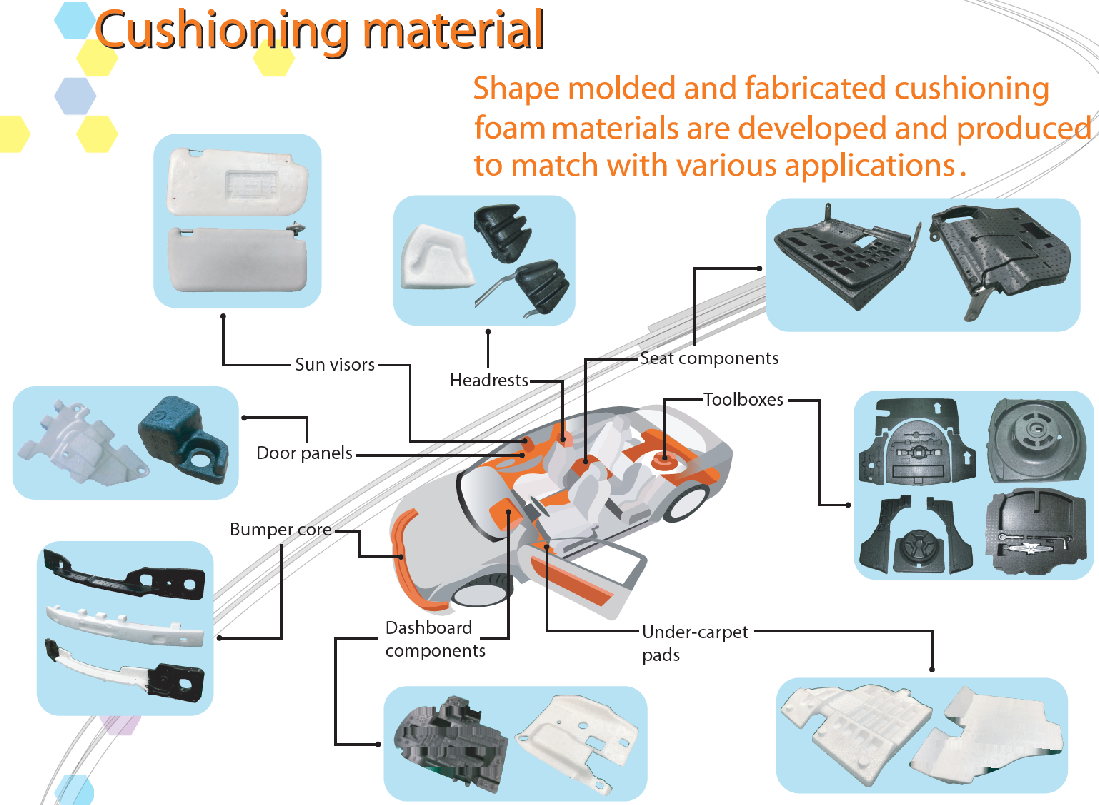 Cushioning material
Shape molded and fabricated cushioning
foam materials are developed and produced
to match with various applications.
Sun visors
Headrests
Seat components
Toolboxes
Door panels
Bumper core
Dashboard
components
Under-carpet
pads